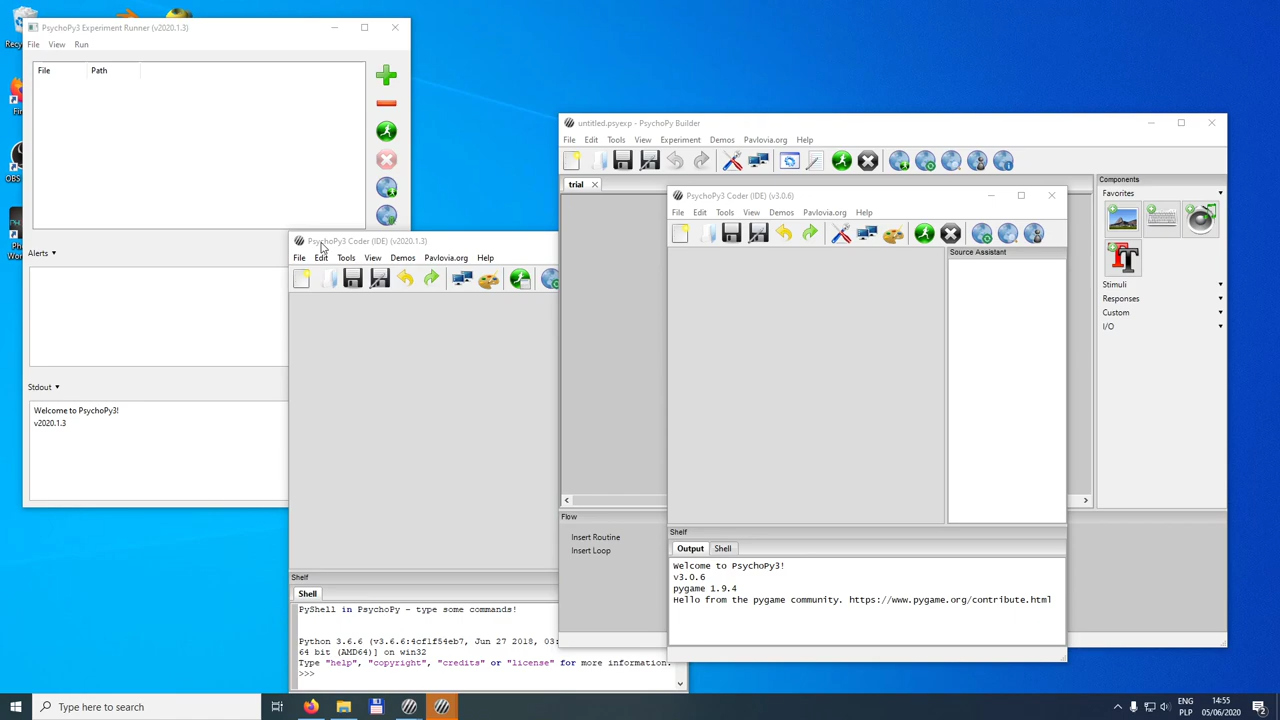 PsychoPy3 Experiment Runner (v2020.1.3)
File View Run
File Path
Alerts
Stdout
Welcome to PsychoPy3!
v2020.1.3
PsychoPy3 Coder (IDE) (v2020.1.3)
File Edit Tools View Demos Pavlovia.org Help
Shelf
Shell
PyShell in PsychoPy - type some commands!
Python 3.6.6 (v3.6.6:4cf1f54eb7, Jun 27 2018, 03:
64 bit (AMD64)] on win32
Type "help", "copyright", "credits" or "license" for more information.
>>>
untitled.psyexp - PsychoPy Builder
File Edit Tools View Experiment Demos Pavlovia.org Help
trial
Components
Favorites
Stimuli
Responses
Custom
I/O
Flow
Insert Routine
Insert Loop
PsychoPy3 Coder (IDE) (v3.0.6)
File Edit Tools View Demos Pavlovia.org Help
Source Assistant
Shelf
Output Shell
Welcome to PsychoPy3!
v3.0.6
pygame 1.9.4
Hello from the pygame community. https://www.pygame.org/contribute.html
Type here to search
ENG
PLP
14:55
05/06/2020
2